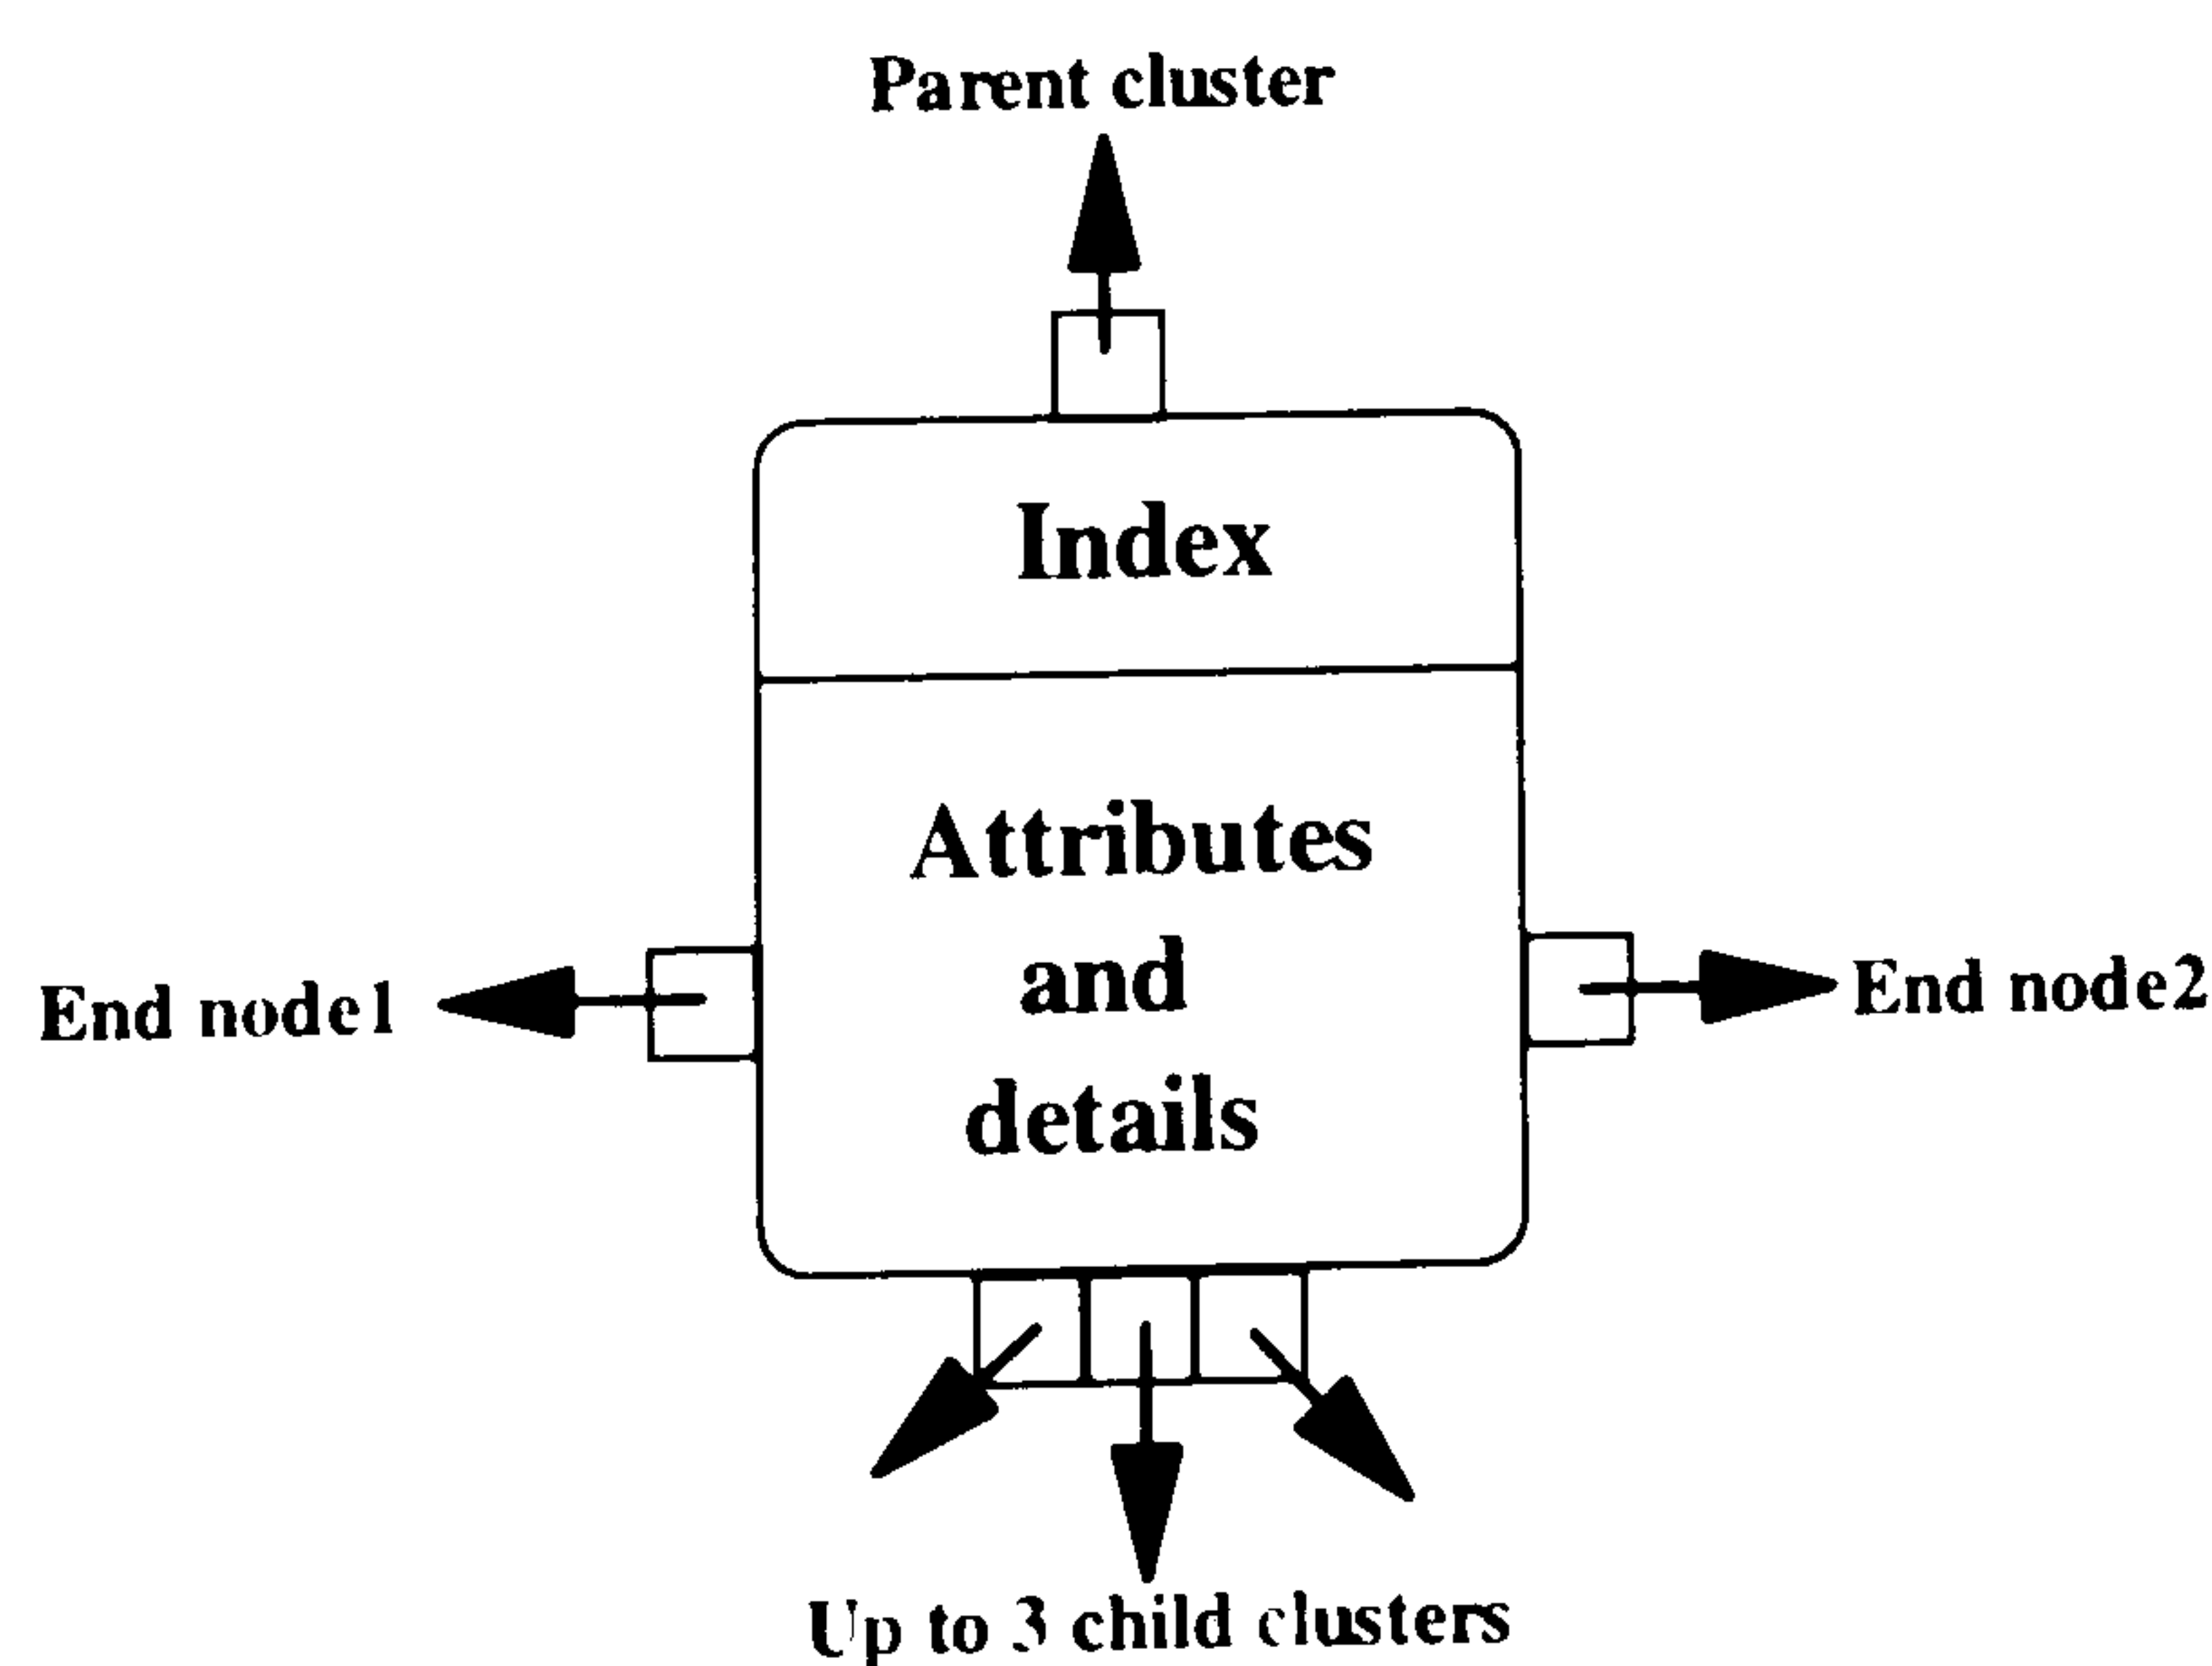 Parent cluster
Index
Attributes
and
details
End node1
End node2
Up to 3 child clusters